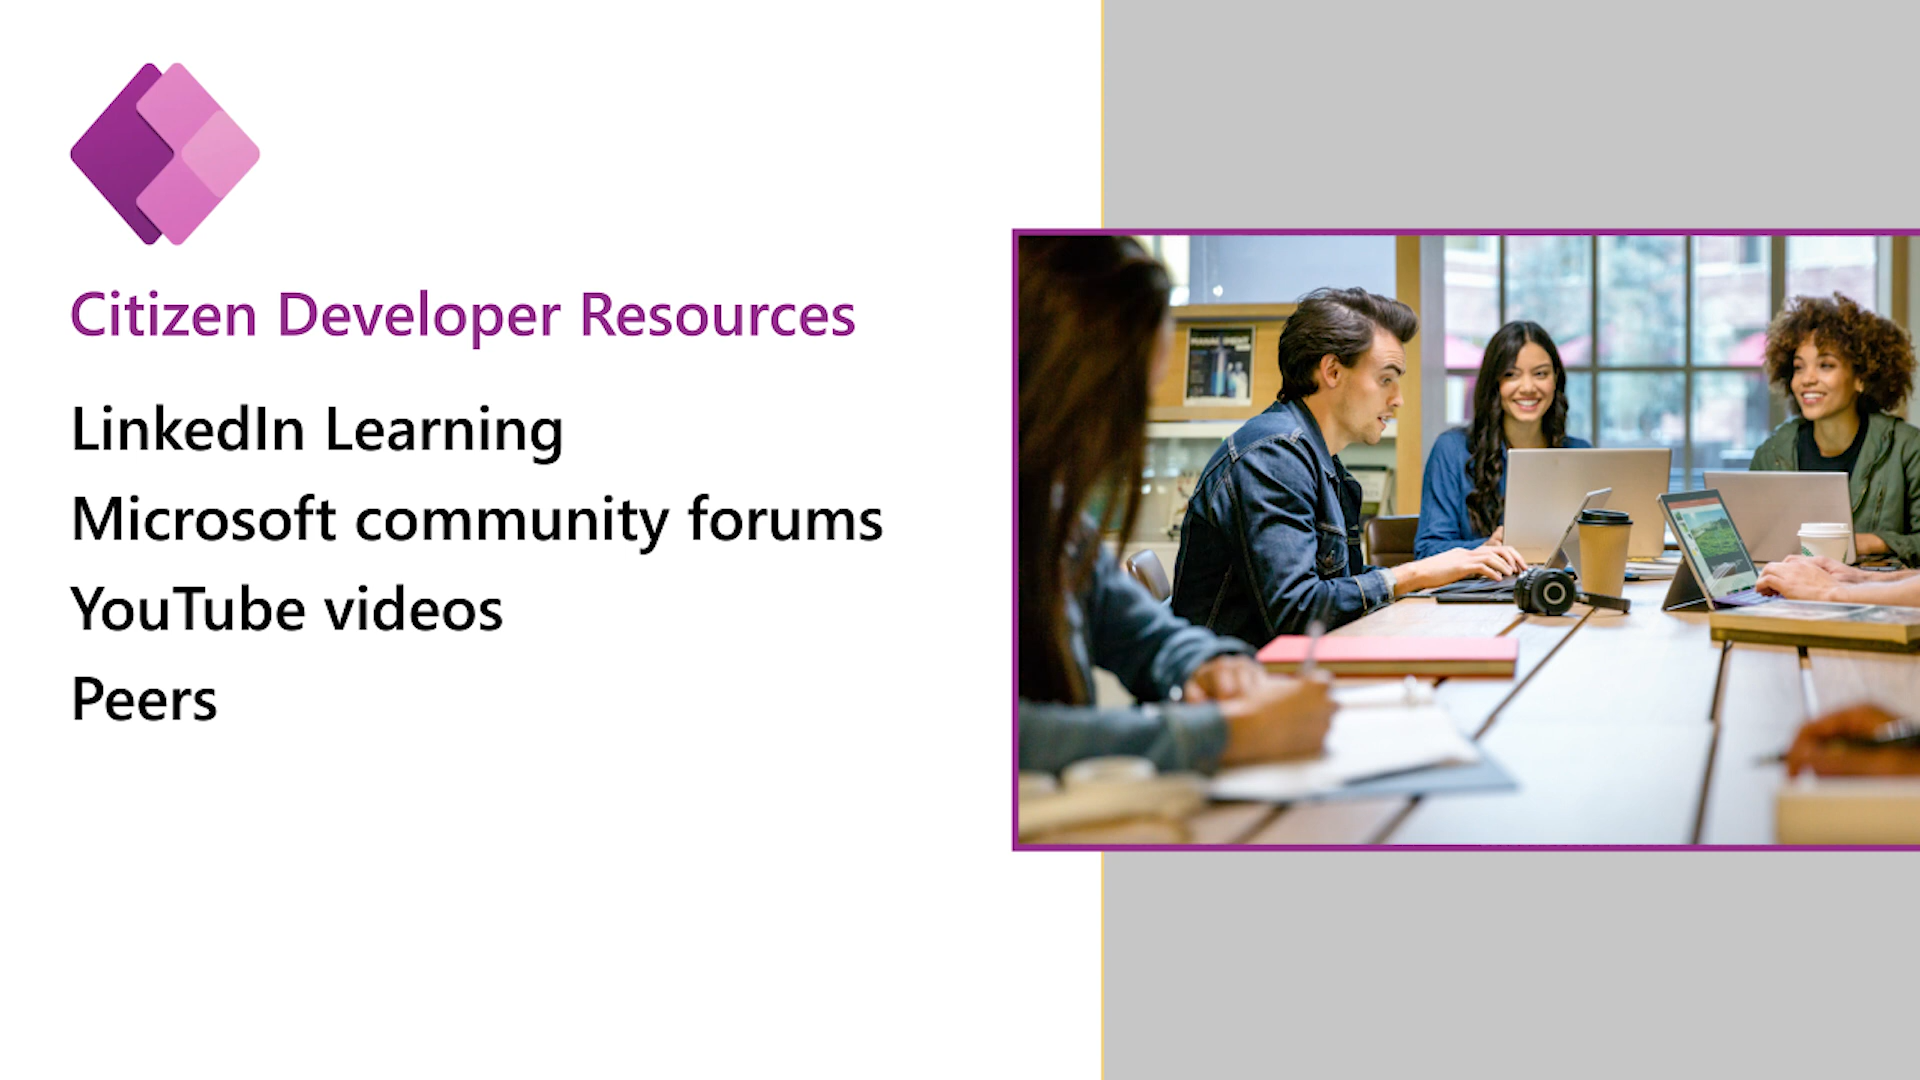 Citizen Developer Resources
LinkedIn Learning
Microsoft community forums
YouTube videos
Peers